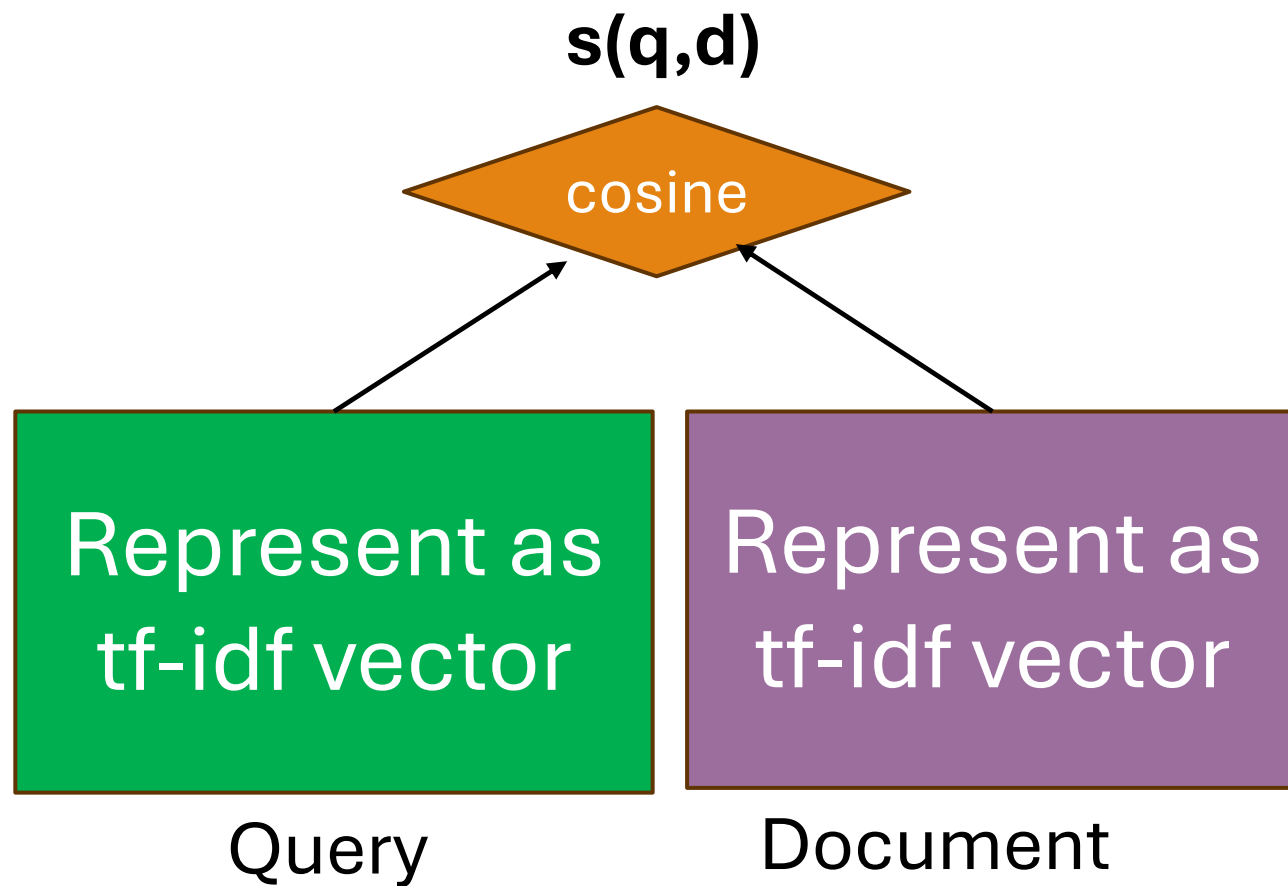 s(q,d)
cosine
Represent as
tf-idf vector
Represent as
tf-idf vector
Query
Document